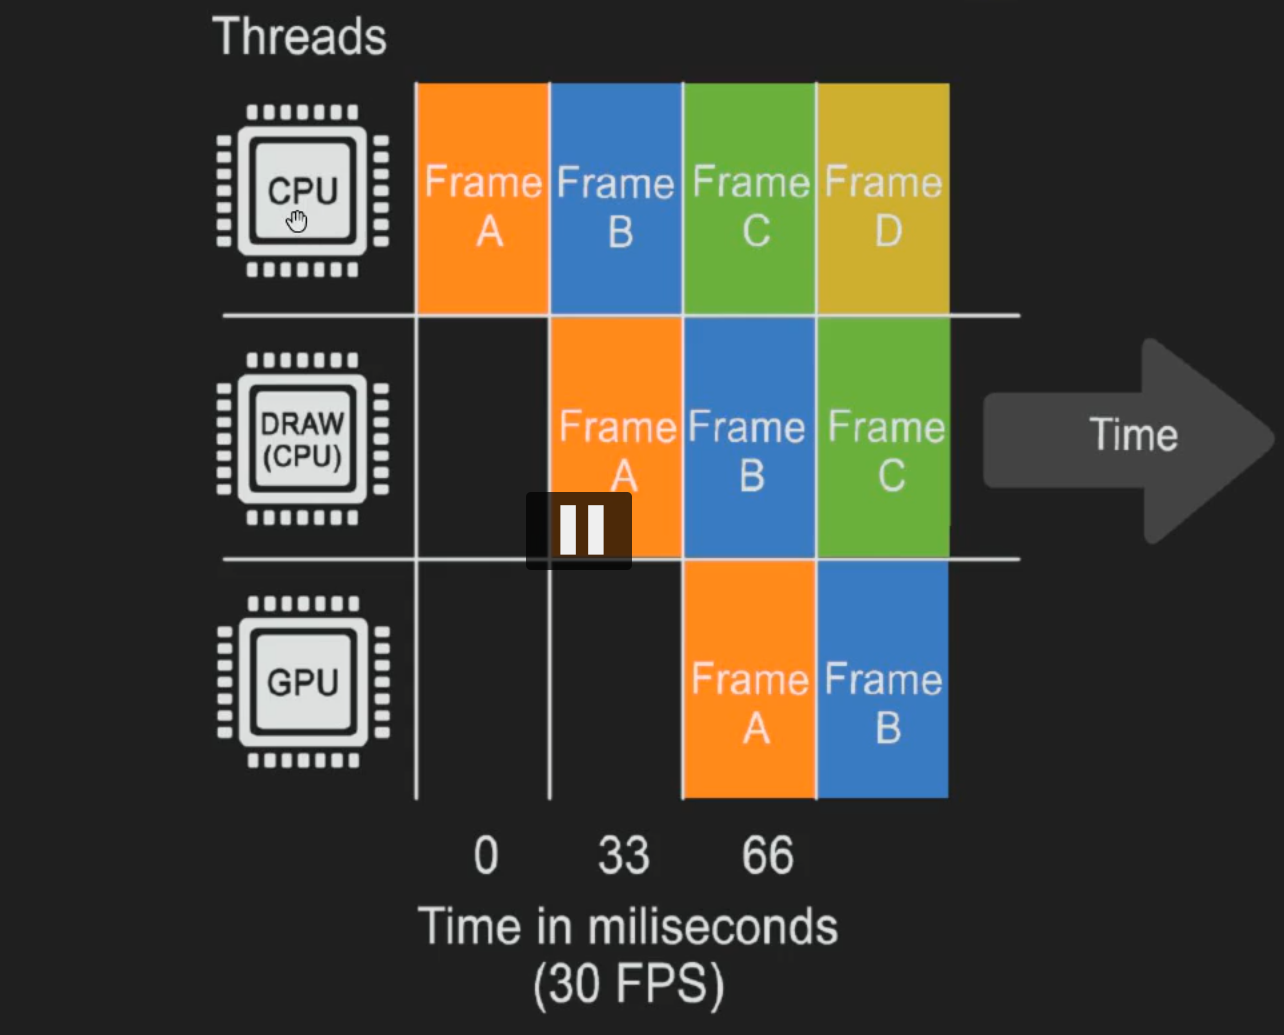 Threads
CPU
Frame
A
Frame
B
Frame
C
Frame
D
DRAW
(CPU)
Frame
A
Frame
B
Frame
C
Time
GPU
Frame
A
Frame
B
0
33
66
Time in miliseconds
(30 FPS)